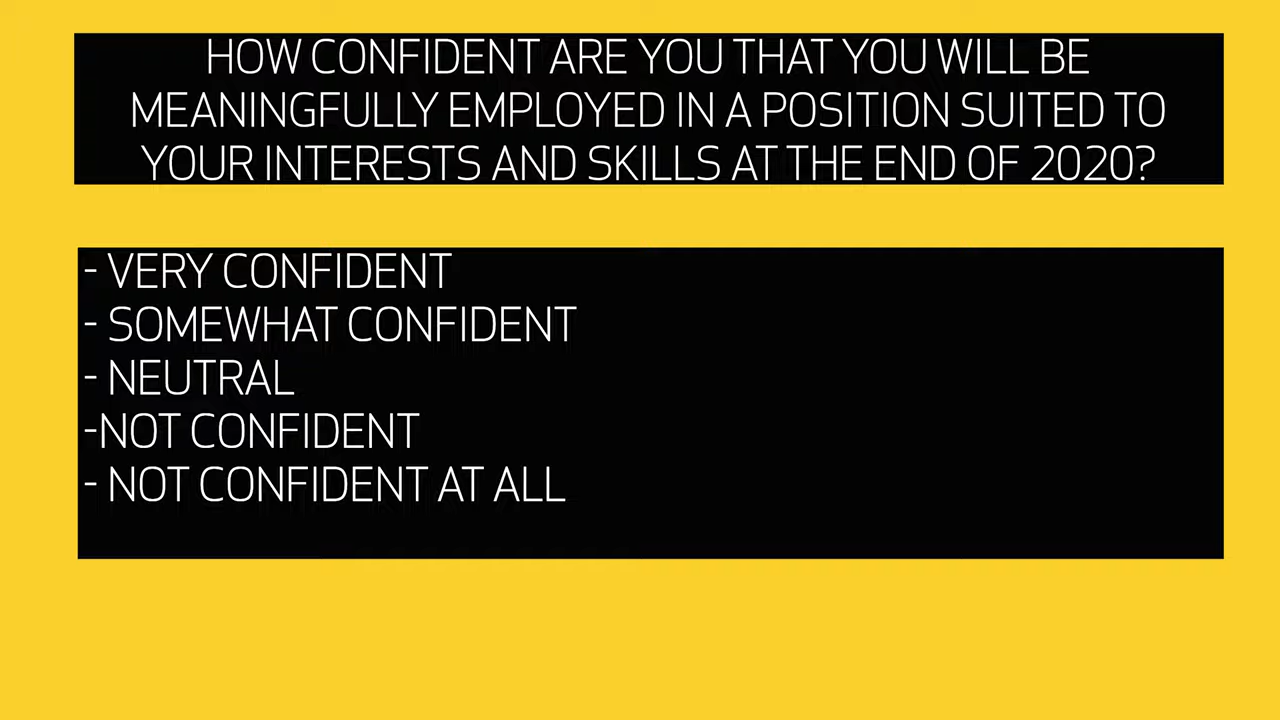 HOW CONFIDENT ARE YOU THAT YOU WILL BE
MEANINGFULLY EMPLOYED IN A POSITION SUITED TO
YOUR INTERESTS AND SKILLS AT THE END OF 2020?
- VERY CONFIDENT
- SOMEWHAT CONFIDENT
- NEUTRAL
-NOT CONFIDENT
- NOT CONFIDENT AT ALL